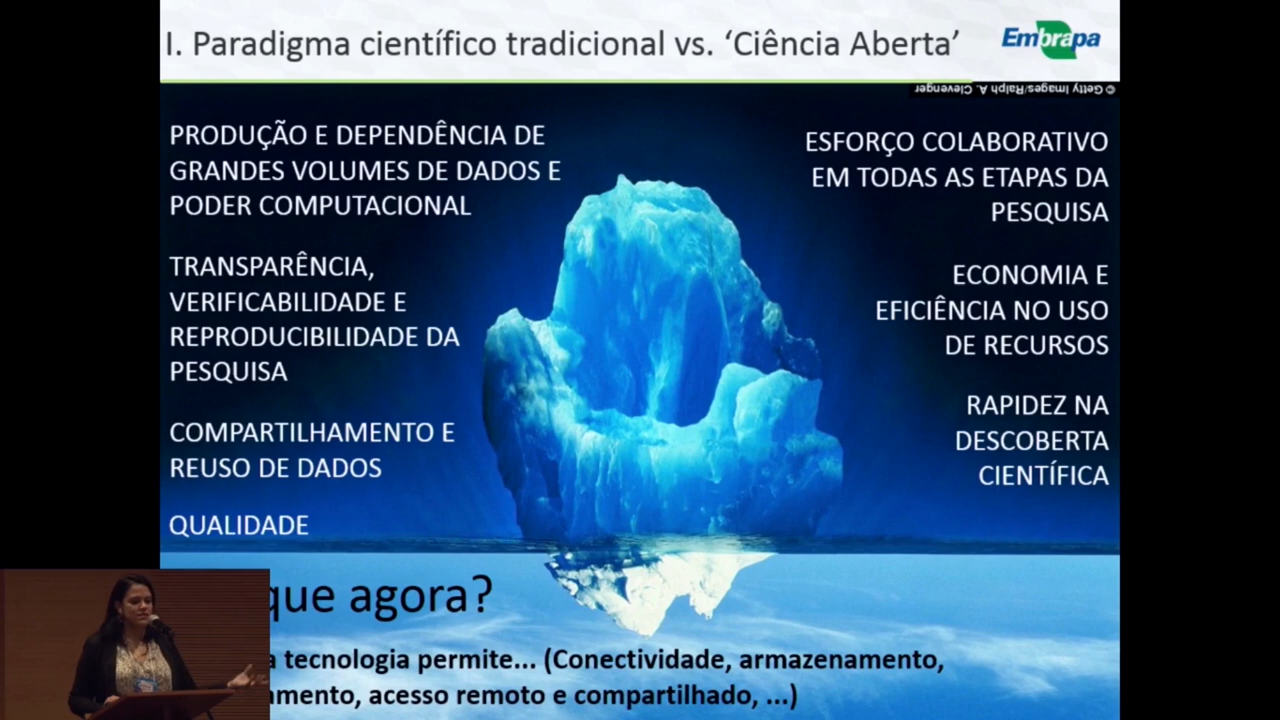 I. Paradigma científico tradicional vs. ‘Ciência Aberta’
Embrapa
© Getty Images/Ralph A. Clevenger
PRODUÇÃO E DEPENDÊNCIA DE
GRANDES VOLUMES DE DADOS E
PODER COMPUTACIONAL
TRANSPARÊNCIA,
VERIFICABILIDADE E
REPRODUCIBILIDADE DA
PESQUISA
COMPARTILHAMENTO E
REUSO DE DADOS
QUALIDADE
ESFORÇO COLABORATIVO
EM TODAS AS ETAPAS DA
PESQUISA
ECONOMIA E
EFICIÊNCIA NO USO
DE RECURSOS
RAPIDEZ NA
DESCOBERTA
CIENTÍFICA
que agora?
a tecnologia permite... (Conectividade, armazenamento,
amento, acesso remoto e compartilhado, ...)